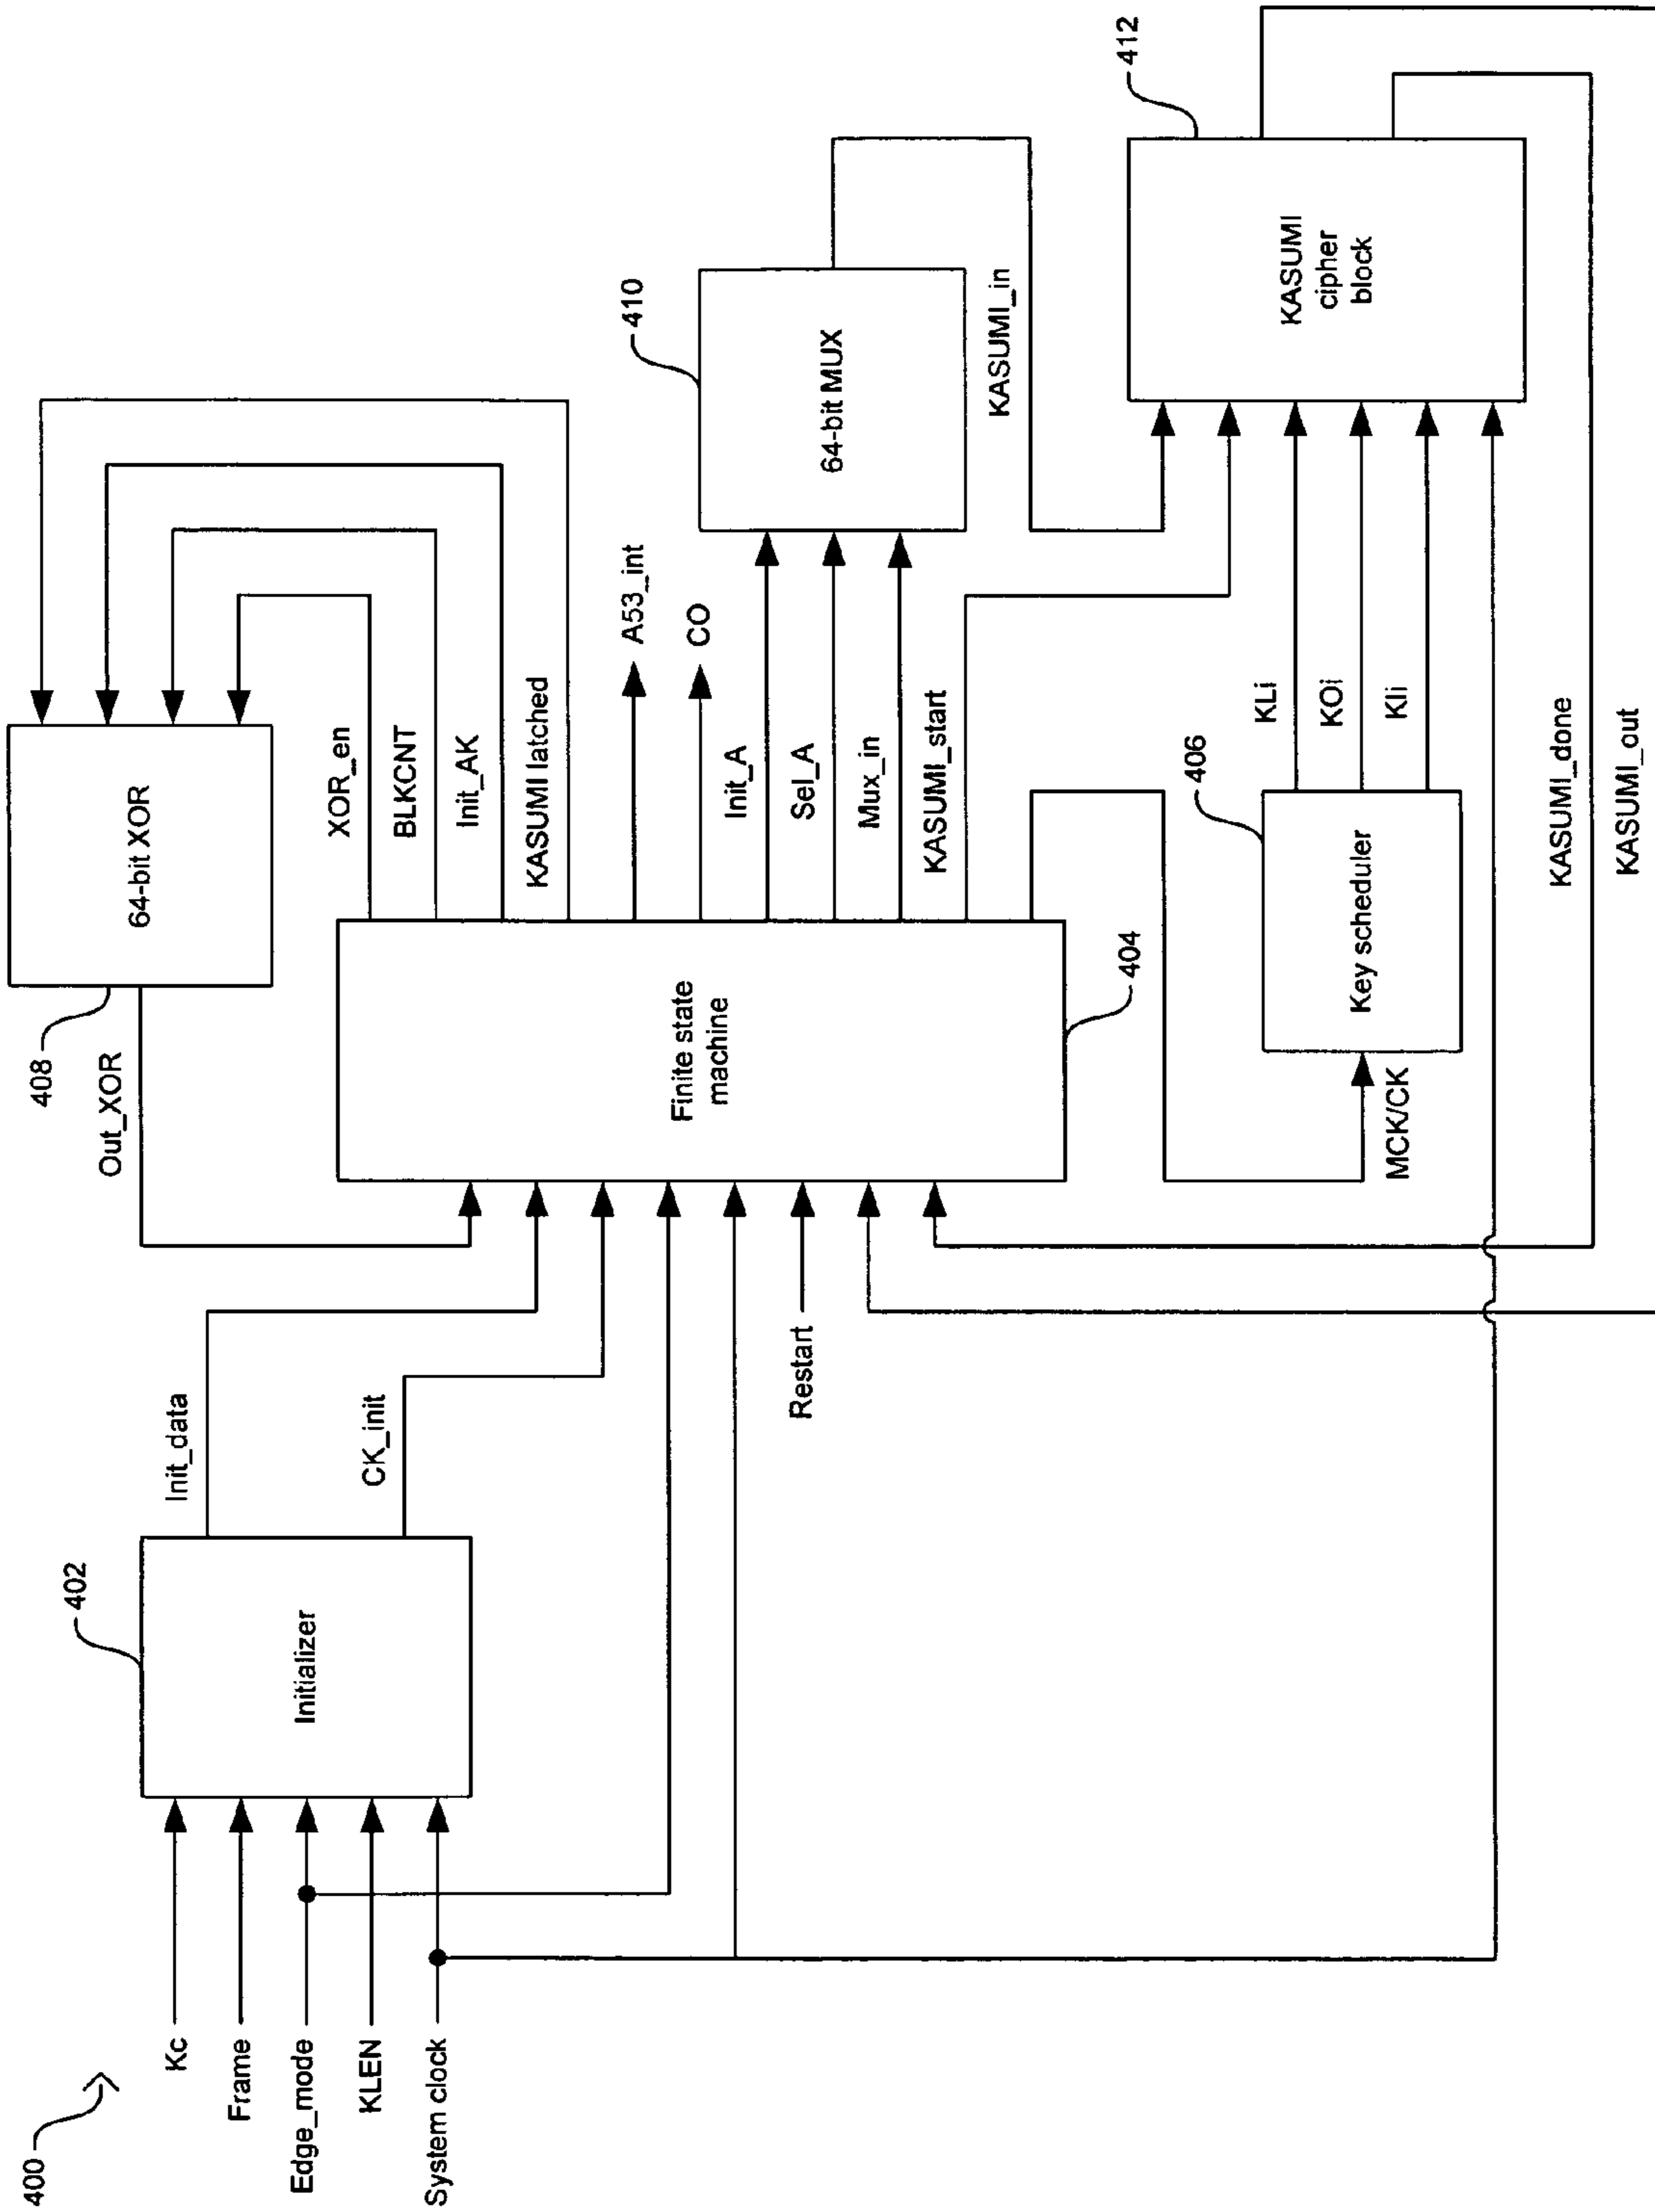 400
Kc
Frame
Edge_mode
KLEN
System clock
402
Initializer
Init_data
CK_init
Restart
408
Out_XOR
64-bit XOR
XOR_en
BLKCNT
Init_AK
KASUMI latched
Finite state
machine
404
A53_int
CO
Init_A
Sel_A
Mux_in
KASUMI_start
410
64-bit MUX
KASUMI_in
MCK/CK
406
Key scheduler
KLi
KOi
KIi
412
KASUMI
cipher
block
KASUMI_done
KASUMI_out